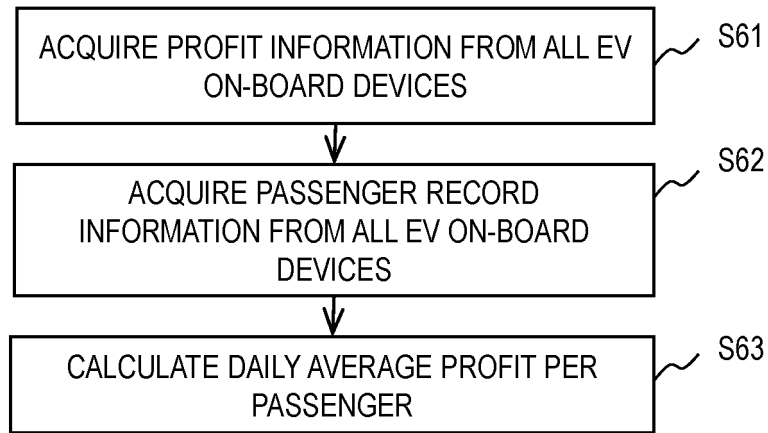 ACQUIRE PROFIT INFORMATION FROM ALL EV
ON-BOARD DEVICES
S61
ACQUIRE PASSENGER RECORD
INFORMATION FROM ALL EV ON-BOARD
DEVICES
S62
CALCULATE DAILY AVERAGE PROFIT PER
PASSENGER
S63